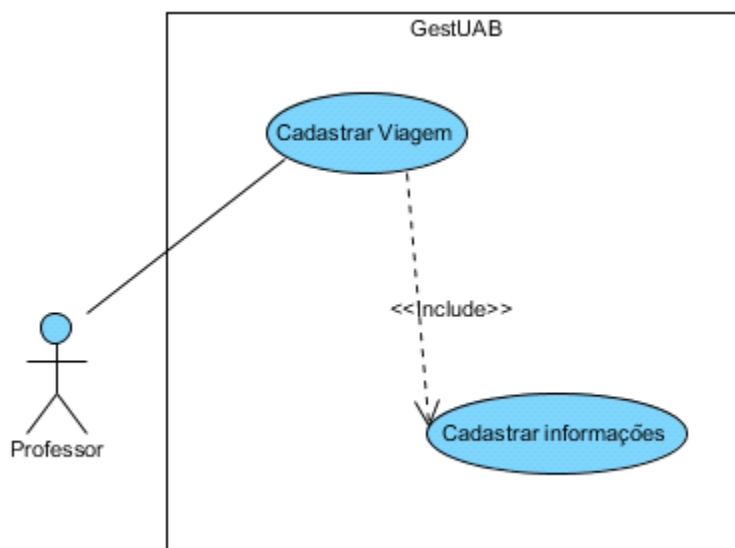 GestUAB
Cadastrar Viagem
<<Include>>
Cadastrar informações
Professor